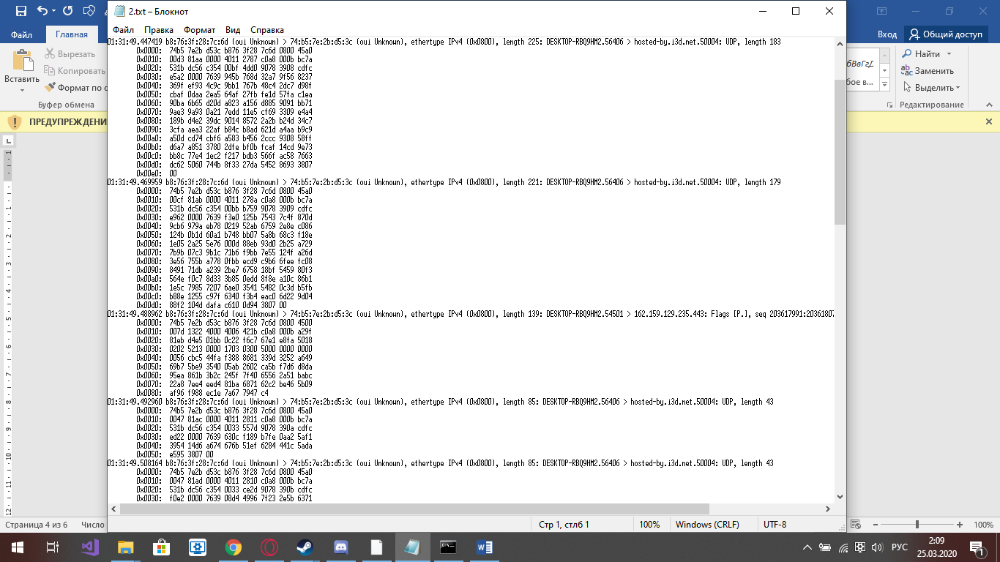 2.txt – Блокнот
Файл Правка Формат Вид Справка
01:31:49.447419 b8:76:3f:28:7c:6d (oui Unknown) > 74:b5:7e:2b:d5:3c (oui Unknown), ethertype IPv4 (0x0800), length 225: DESKTOP-RBQ9HM2.56406 > hosted-by.i3d.net.50004: UDP, length 183
0x0000: 74b5 7e2b d53c b876 3f28 7c6d 0800 45a0
0x0010: 00d3 81aa 0000 4011 2787 c0a8 000b bc7a
0x0020: 531b dc56 c354 00bf 4dd0 9078 3908 cdfc
0x0030: e5a2 0000 7639 945b 768d 32a7 9f56 8237
0x0040: 369f ef93 4c9c 9bb1 767b 48c4 2dc7 d98f
0x0050: cbaf 0daa 2ea5 64af 27fb fe1d 57fa c1ea
0x0060: 90ba 6b65 d20d a823 a156 d885 9091 bb71
0x0070: 9ae3 9a93 0a21 7edd 11e5 cf69 3309 e4a4
0x0080: 189b d4e2 39dc 9014 8572 2a2b b24d 34c7
0x0090: 3cfa aea3 22af b84c b8ad 621d a4aa b9c9
0x00a0: a50d cd74 cbf6 a583 b456 2ccc 9308 58ff
0x00b0: d6a7 a851 3780 2dfe bf0b fcaf 14cd 9e73
0x00c0: bb8c 77e4 1ec2 f217 bdb3 566f ac58 7663
0x00d0: dc62 5060 744b 8f33 27da 5452 8693 3807
0x00e0: 00
01:31:49.469959 b8:76:3f:28:7c:6d (oui Unknown) > 74:b5:7e:2b:d5:3c (oui Unknown), ethertype IPv4 (0x0800), length 221: DESKTOP-RBQ9HM2.56406 > hosted-by.i3d.net.50004: UDP, length 179
0x0000: 74b5 7e2b d53c b876 3f28 7c6d 0800 45a0
0x0010: 00cf 81ab 0000 4011 278a c0a8 000b bc7a
0x0020: 531b dc56 c354 00bb b759 9078 3909 cdfc
0x0030: e962 0000 7639 f3e0 125b 7543 7c4f 870d
0x0040: 9cb6 979a eb78 0219 52ab 6759 2e8e c086
0x0050: 124b 0b1d 60a1 b748 bb07 5a8b 68c3 f18e
0x0060: 1e05 2a25 5e76 000d 88eb 93d0 2b25 a729
0x0070: 7b9b 07c3 9b1c 71b6 f9bb 7e55 124f a26d
0x0080: 3e56 755b a778 0fbb ecd9 c9b6 6fee fc08
0x0090: 8491 71db a239 2be7 6758 18bf 5459 80f3
0x00a0: 564e f0c7 8d33 3b85 0edd 8f8e a10c 86b1
0x00b0: 1e5c 7985 7207 6ae0 3541 5482 0c3d b5fb
0x00c0: b88e 1255 c97f 6340 f3b4 eac0 6d22 9d04
0x00d0: 88f2 104d dafa c610 0d94 3807 00
01:31:49.488962 b8:76:3f:28:7c:6d (oui Unknown) > 74:b5:7e:2b:d5:3c (oui Unknown), ethertype IPv4 (0x0800), length 139: DESKTOP-RBQ9HM2.54501 > 162.159.129.235.443: Flags [P.], seq 203617991:2036180
0x0000: 74b5 7e2b d53c b876 3f28 7c6d 0800 4500
0x0010: 007d 1322 4000 4006 421b c0a8 000b a29f
0x0020: 81eb d4e5 01bb 0c22 f6c7 67e1 e8fa 5018
0x0030: 0202 5213 0000 1703 0300 5000 0000 0000
0x0040: 0056 cbc5 44fa f388 8681 339d 3252 a649
0x0050: 69b7 5be9 3540 05ab 2602 ca5b f7d6 d8da
0x0060: 95ea 861b 3b2c 245f 7f40 6556 2a51 babc
0x0070: 22a8 7ee4 eed4 81ba 6871 62c2 be46 5b09
0x0080: af96 f988 ec1e 7a67 7947 c4
01:31:49.492960 b8:76:3f:28:7c:6d (oui Unknown) > 74:b5:7e:2b:d5:3c (oui Unknown), ethertype IPv4 (0x0800), length 85: DESKTOP-RBQ9HM2.56406 > hosted-by.i3d.net.50004: UDP, length 43
0x0000: 74b5 7e2b d53c b876 3f28 7c6d 0800 45a0
0x0010: 0047 81ac 0000 4011 2811 c0a8 000b bc7a
0x0020: 531b dc56 c354 0033 557d 9078 390a cdfc
0x0030: ed22 0000 7639 630c f189 b7fe 0aa2 5af1
0x0040: 3954 14d6 a674 676b 51ef 6284 441c 5ada
0x0050: e595 3807 00
01:31:49.508164 b8:76:3f:28:7c:6d (oui Unknown) > 74:b5:7e:2b:d5:3c (oui Unknown), ethertype IPv4 (0x0800), length 85: DESKTOP-RBQ9HM2.56406 > hosted-by.i3d.net.50004: UDP, length 43
0x0000: 74b5 7e2b d53c b876 3f28 7c6d 0800 45a0
0x0010: 0047 81ad 0000 4011 2810 c0a8 000b bc7a
0x0020: 531b dc56 c354 0033 ce2d 9078 390b cdfc
0x0030: f0e2 0000 7639 08d4 4996 7f23 2e5b 6371
Стр 1, стлб 1 100% Windows (CRLF) UTF-8
Файл Главная
Вставить
Вырезать
Копировать
Формат по о
Буфер обмена
ПРЕДУПРЕЖДЕНИ
Вход Общий доступ
бВвГгД
бое в...
Найти
Заменить
Выделить
Редактирование
Страница 4 из 6 Число
100%
РУС
2:09
25.03.2020
1